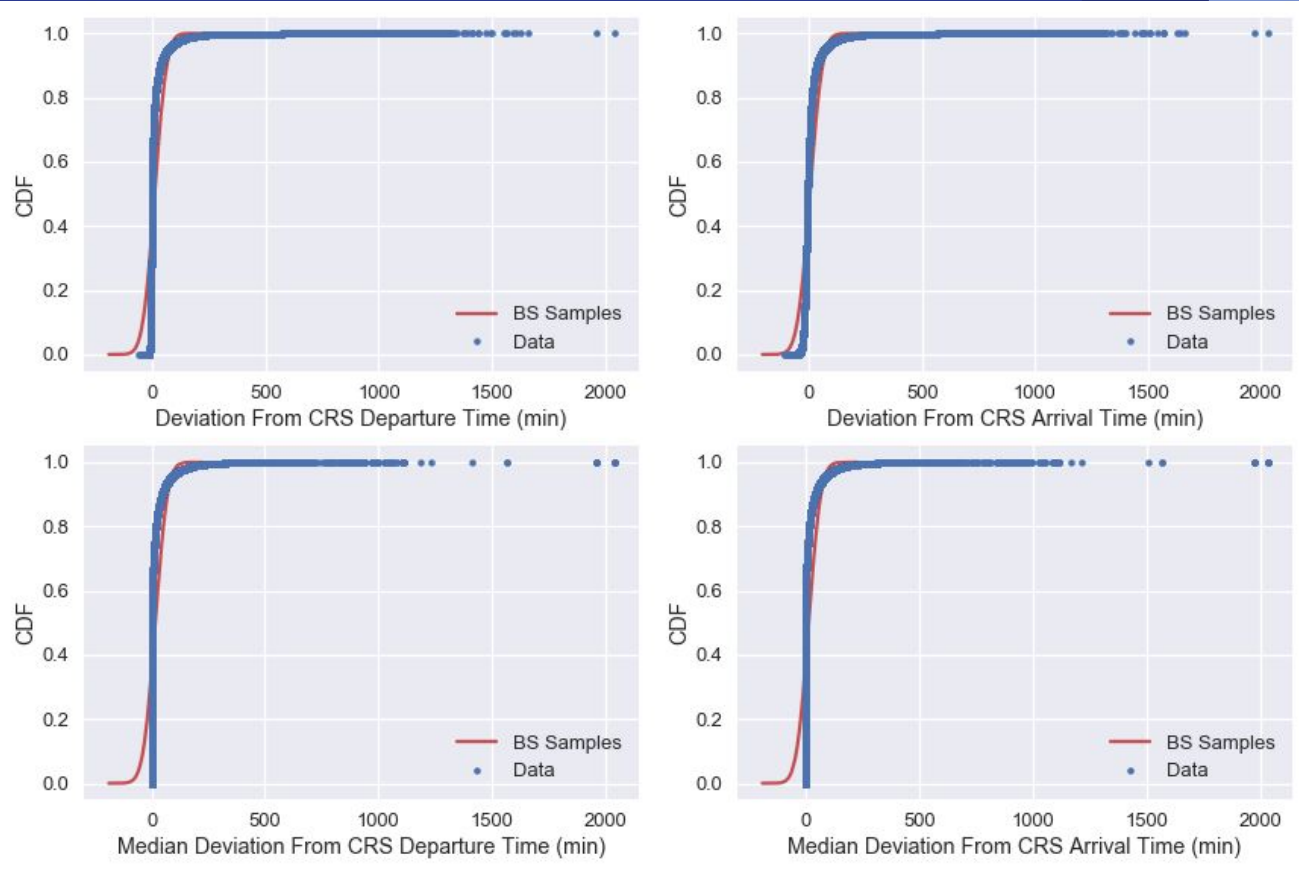 1.0
0.8
0.6
0.4
0.2
0.0
CDF
BS Samples
Data
0 500 1000 1500 2000
Deviation From CRS Departure Time (min)
1.0
0.8
0.6
0.4
0.2
0.0
CDF
BS Samples
Data
0 500 1000 1500 2000
Deviation From CRS Arrival Time (min)
1.0
0.8
0.6
0.4
0.2
0.0
CDF
BS Samples
Data
0 500 1000 1500 2000
Median Deviation From CRS Departure Time (min)
1.0
0.8
0.6
0.4
0.2
0.0
CDF
BS Samples
Data
0 500 1000 1500 2000
Median Deviation From CRS Arrival Time (min)